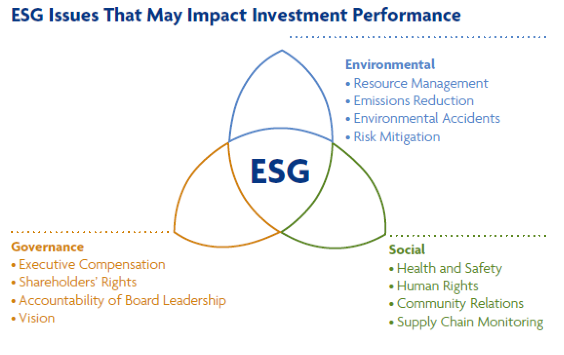 ESG Issues That May Impact Investment Performance
Environmental
• Resource Management
• Emissions Reduction
• Environmental Accidents
• Risk Mitigation
ESG
Governance
• Executive Compensation
• Shareholders' Rights
• Accountability of Board Leadership
• Vision
Social
• Health and Safety
• Human Rights
• Community Relations
• Supply Chain Monitoring